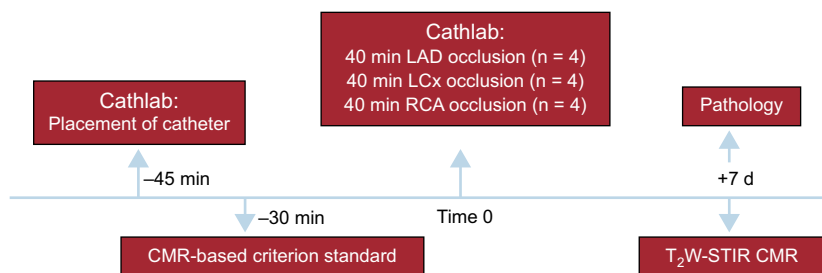 Cathlab:
Placement of catheter
Cathlab:
40 min LAD occlusion (n = 4)
40 min LCx occlusion (n = 4)
40 min RCA occlusion (n = 4)
Pathology
–45 min
+7 d
–30 min
Time 0
CMR-based criterion standard
T₂W-STIR CMR